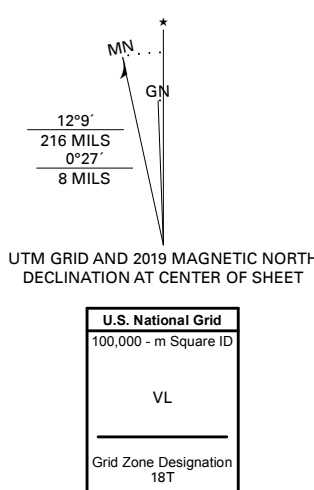 ★
MN
GN
12°9´
216 MILS
0°27´
8 MILS
UTM GRID AND 2019 MAGNETIC NORTH
DECLINATION AT CENTER OF SHEET
U.S. National Grid
100,000 - m Square ID
VL
Grid Zone Designation
18T